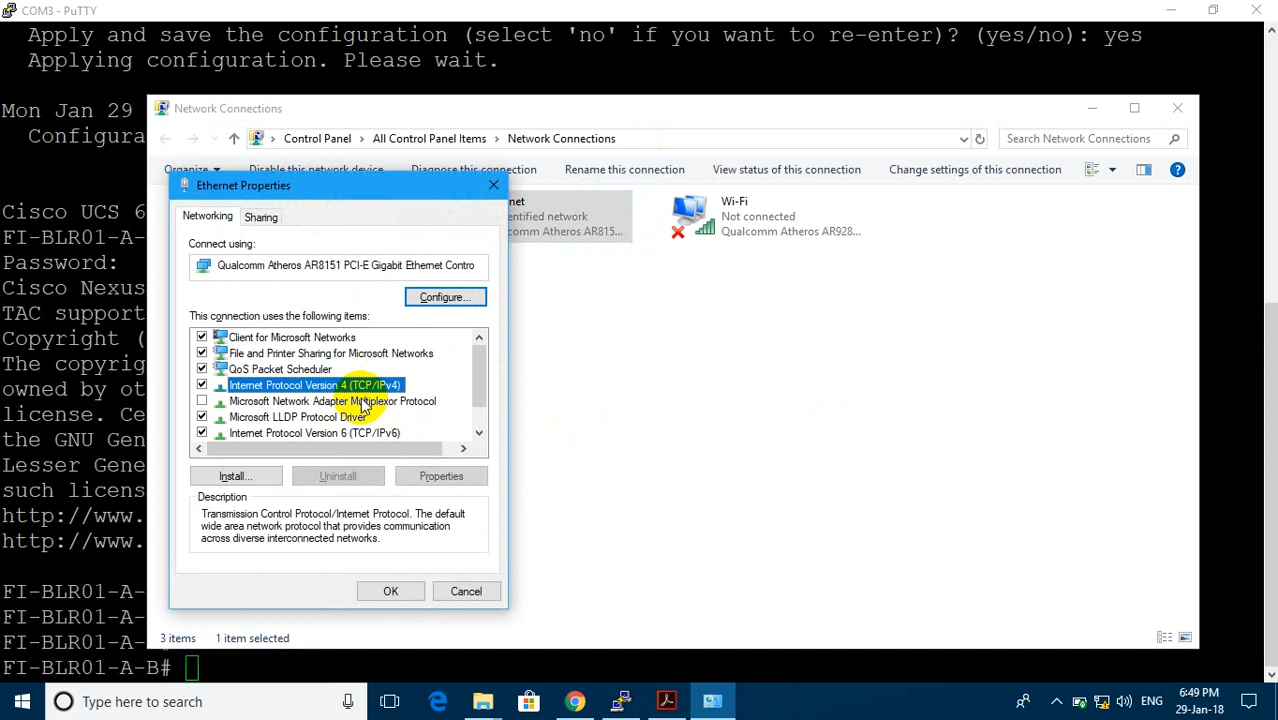 COM3 - PuTTY
Apply and save the configuration (select 'no' if you want to re-enter)? (yes/no): yes
Applying configuration. Please wait.
Mon Jan 29
Configura
Cisco UCS 6
FI-BLR01-A-
Password:
Cisco Nexus
TAC support
Copyright (
The copyrig
owned by ot
license. Ce
the GNU Gen
Lesser Gene
such licens
http://www.
http://www.
FI-BLR01-A-
FI-BLR01-A-
FI-BLR01-A-
FI-BLR01-A-B#
Network Connections
Control Panel > All Control Panel Items > Network Connections
Search Network Connections
Organize
Disable this network device
Diagnose this connection
Rename this connection
View status of this connection
Change settings of this connection
net
entified network
omm Atheros AR815...
Wi-Fi
Not connected
Qualcomm Atheros AR928...
Ethernet Properties
Networking
Sharing
Connect using:
Qualcomm Atheros AR8151 PCI-E Gigabit Ethernet Contro
Configure...
This connection uses the following items:
Client for Microsoft Networks
File and Printer Sharing for Microsoft Networks
QoS Packet Scheduler
Internet Protocol Version 4 (TCP/IPv4)
Microsoft Network Adapter Multiplexor Protocol
Microsoft LLDP Protocol Driver
Internet Protocol Version 6 (TCP/IPv6)
Install...
Uninstall
Properties
Description
Transmission Control Protocol/Internet Protocol. The default
wide area network protocol that provides communication
across diverse interconnected networks.
OK
Cancel
3 items
1 item selected
Type here to search
ENG
6:49 PM
29-Jan-18